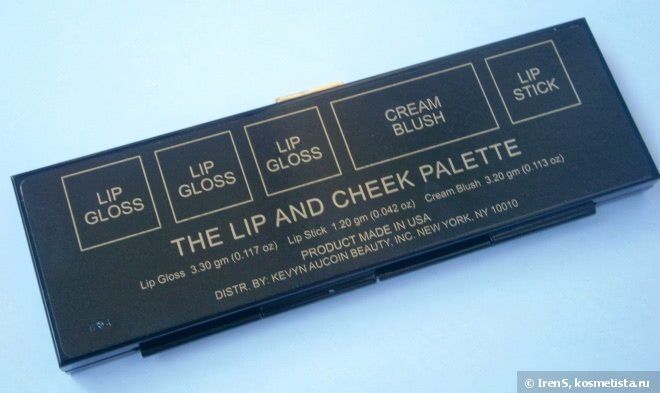 LIP GLOSS
LIP GLOSS
LIP GLOSS
CREAM BLUSH
LIP STICK
THE LIP AND CHEEK PALETTE
Lip Gloss 3.30 gm (0.117 oz) Lip Stick 1.20 gm (0.042 oz) Cream Blush 3.20 gm (0.113 oz)
PRODUCT MADE IN USA
DISTR. BY: KEVYN AUCOIN BEAUTY, INC. NEW YORK, NY 10010
© IrenS, kosmetista.ru